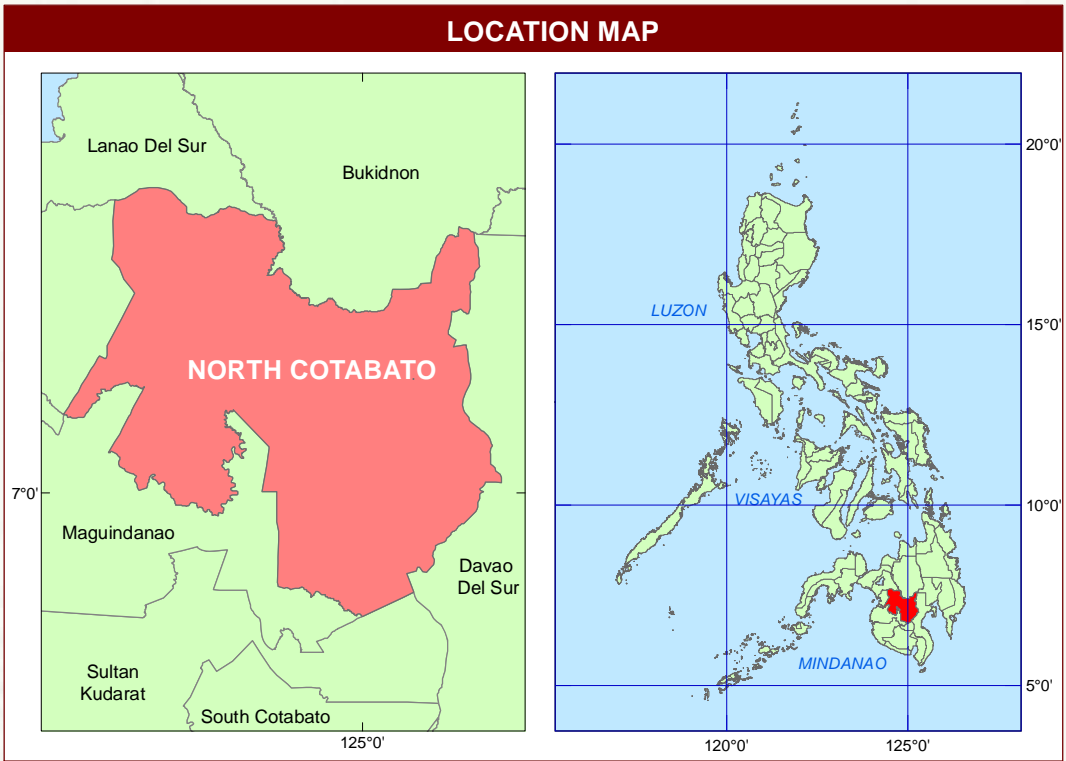 LOCATION MAP
Lanao Del Sur
Bukidnon
NORTH COTABATO
7°0'
Maguindanao
Davao
Del Sur
Sultan
Kudarat
South Cotabato
125°0'
20°0'
LUZON
15°0'
VISAYAS
10°0'
MINDANAO
5°0'
120°0'
125°0'